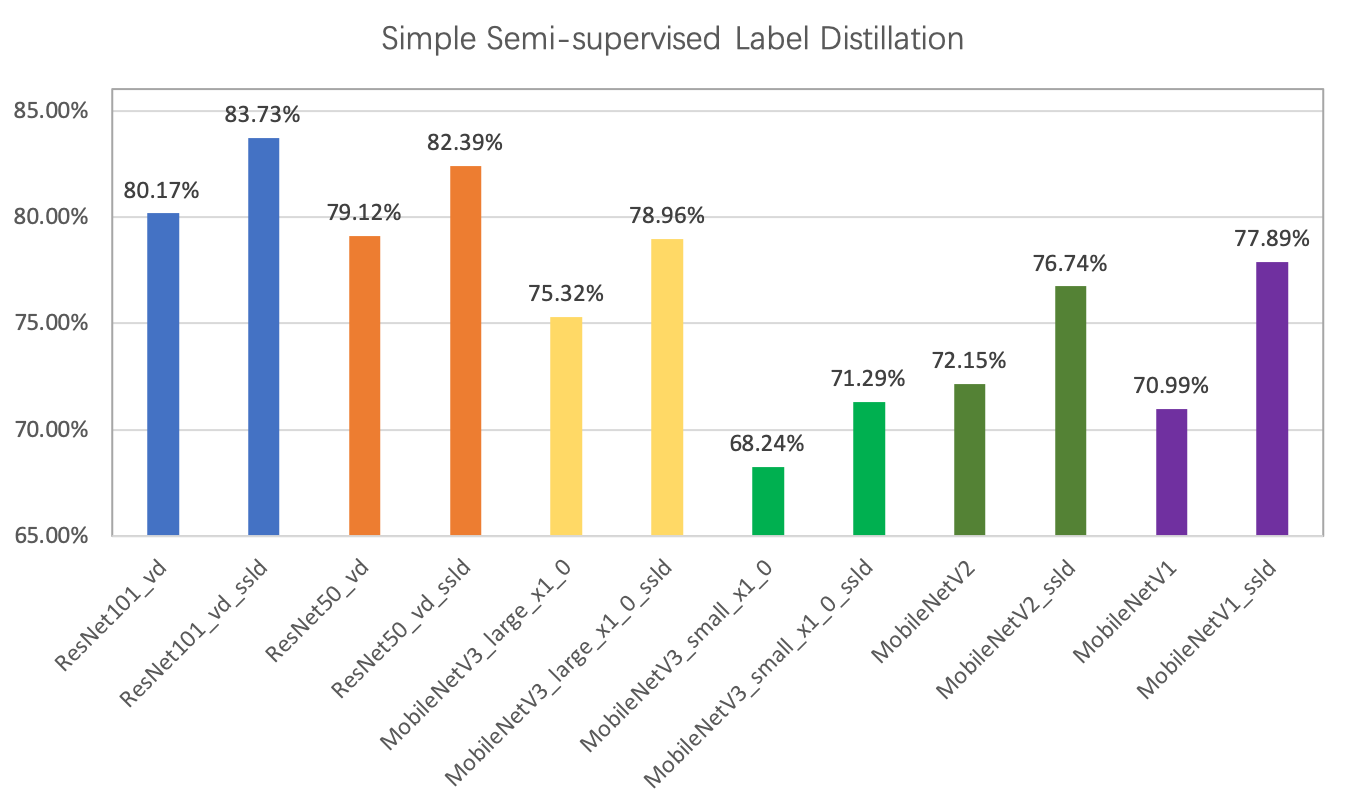 Simple Semi-supervised Label Distillation
85.00%
80.00%
75.00%
70.00%
65.00%
80.17%
83.73%
79.12%
82.39%
75.32%
78.96%
68.24%
71.29%
72.15%
76.74%
70.99%
77.89%
ResNet101_vd
ResNet101_vd_ssld
ResNet50_vd
ResNet50_vd_ssld
MobileNetV3_large_x1_0
MobileNetV3_large_x1_0_ssld
MobileNetV3_small_x1_0
MobileNetV3_small_x1_0_ssld
MobileNetV2
MobileNetV2_ssld
MobileNetV1
MobileNetV1_ssld